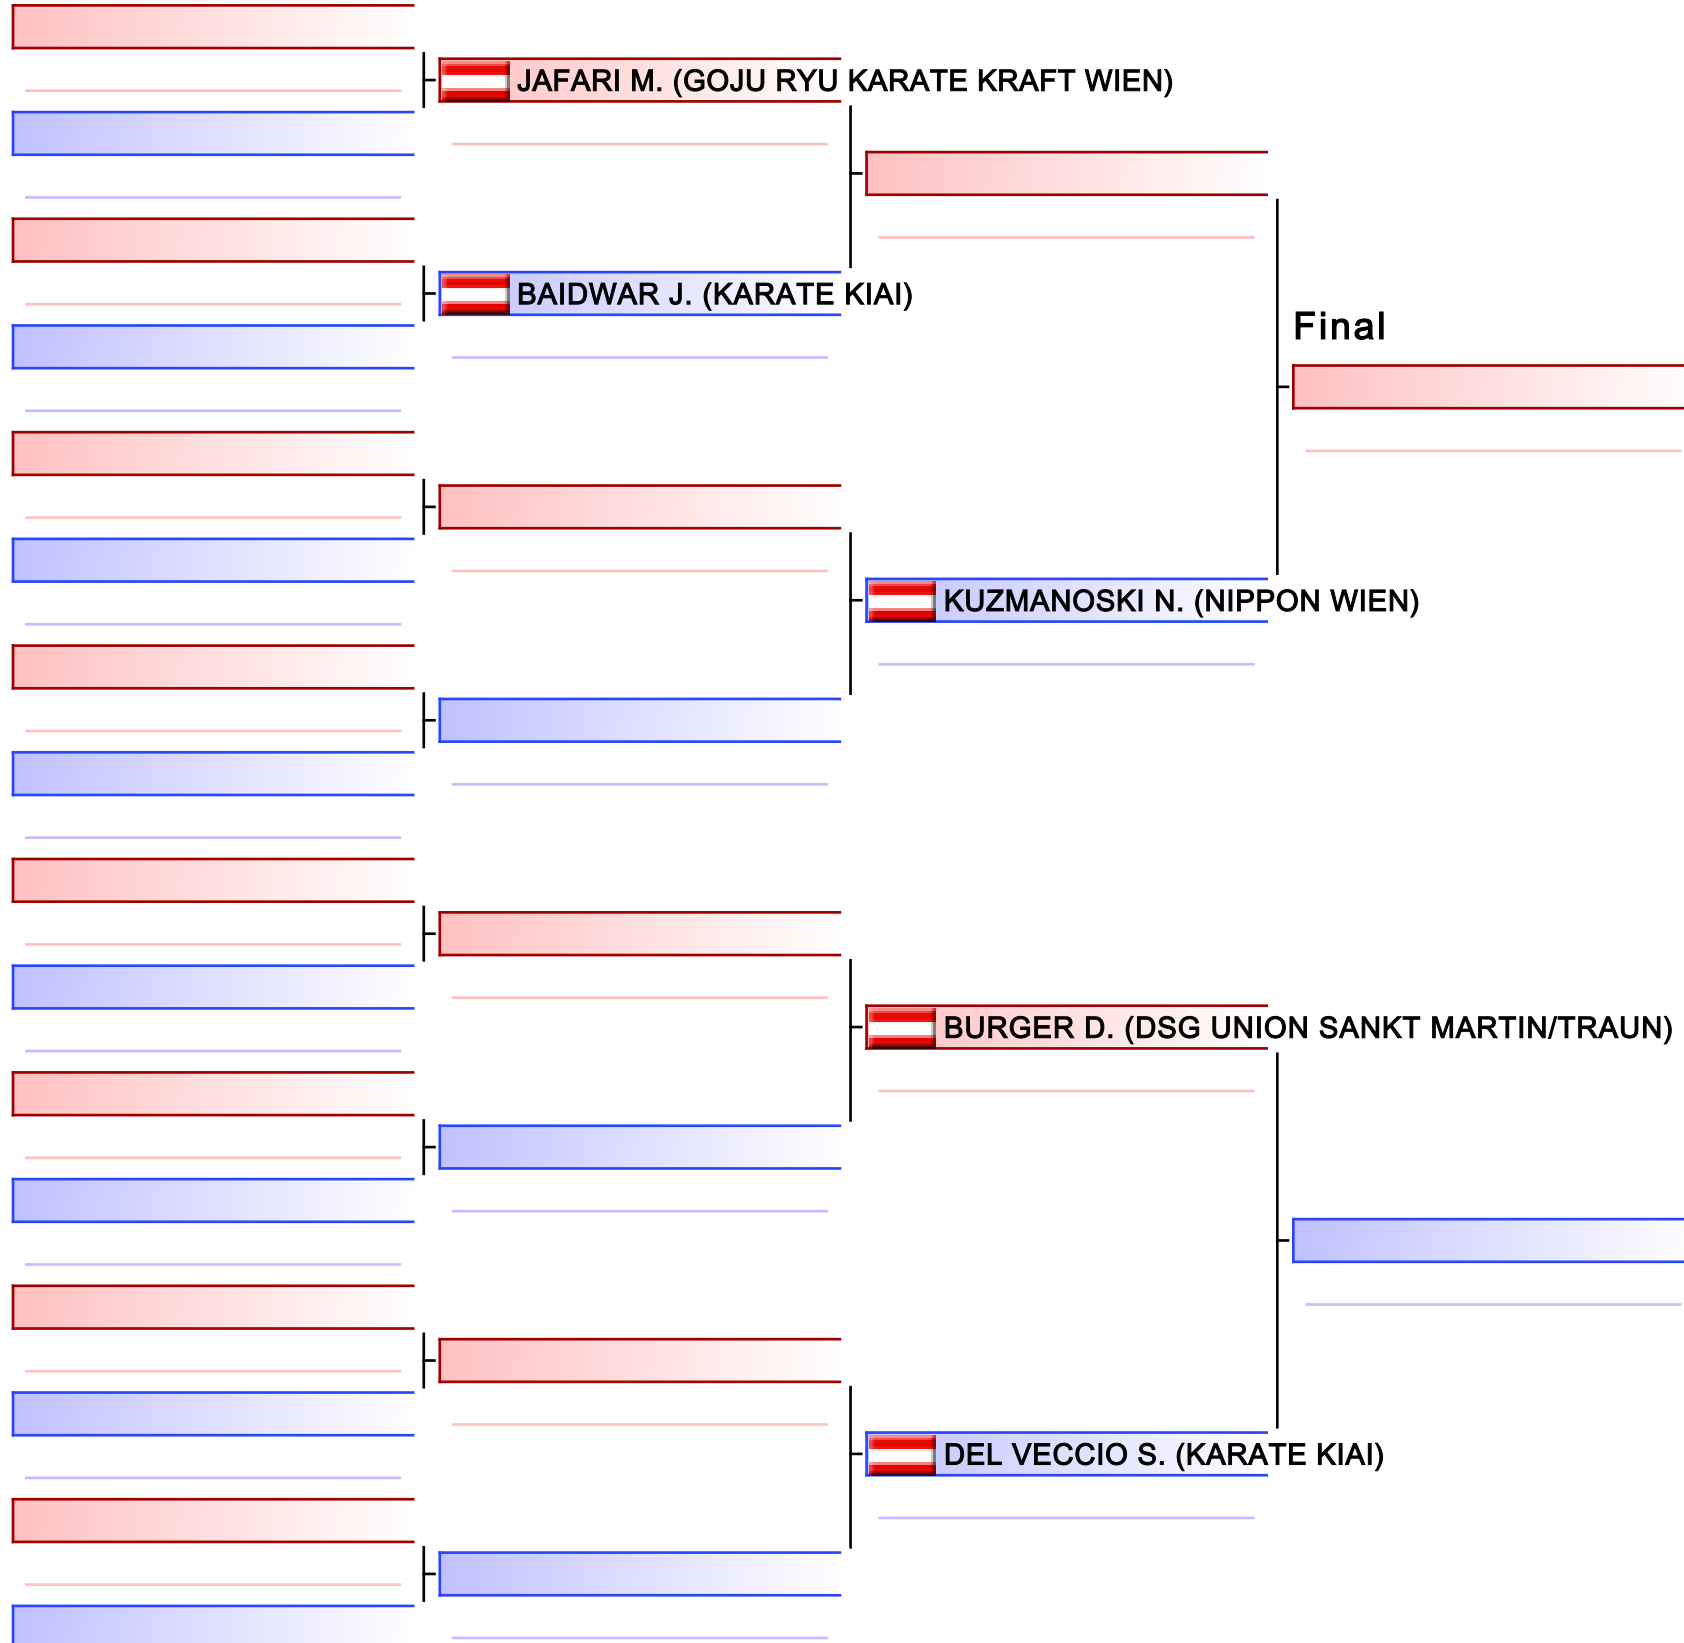 JAFARI M. (GOJU RYU KARATE KRAFT WIEN)
BAIDWAR J. (KARATE KIAI)
Final
KUZMANOSKI N. (NIPPON WIEN)
BURGER D. (DSG UNION SANKT MARTIN/TRAUN)
DEL VECCIO S. (KARATE KIAI)